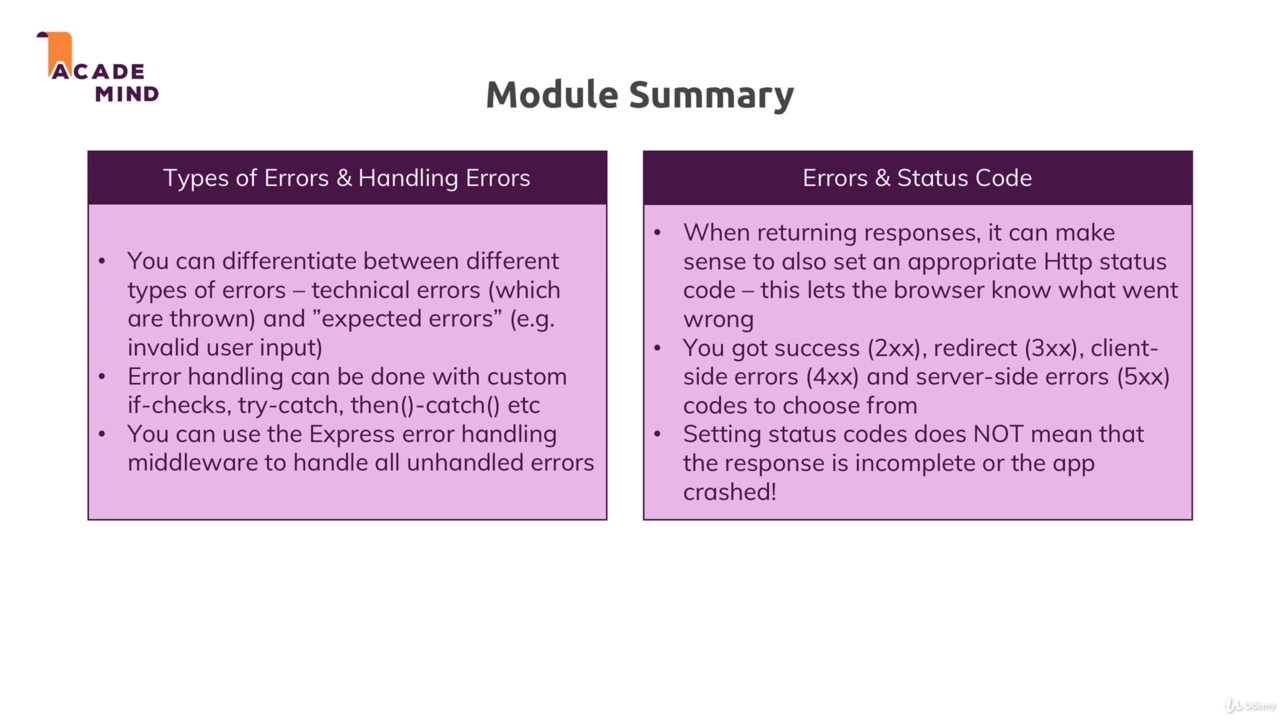 ACADE
MIND
Module Summary
Types of Errors & Handling Errors
• You can differentiate between different
types of errors – technical errors (which
are thrown) and ”expected errors” (e.g.
invalid user input)
• Error handling can be done with custom
if-checks, try-catch, then()-catch() etc
• You can use the Express error handling
middleware to handle all unhandled errors
Errors & Status Code
• When returning responses, it can make
sense to also set an appropriate Http status
code – this lets the browser know what went
wrong
• You got success (2xx), redirect (3xx), client-
side errors (4xx) and server-side errors (5xx)
codes to choose from
• Setting status codes does NOT mean that
the response is incomplete or the app
crashed!
Udemy